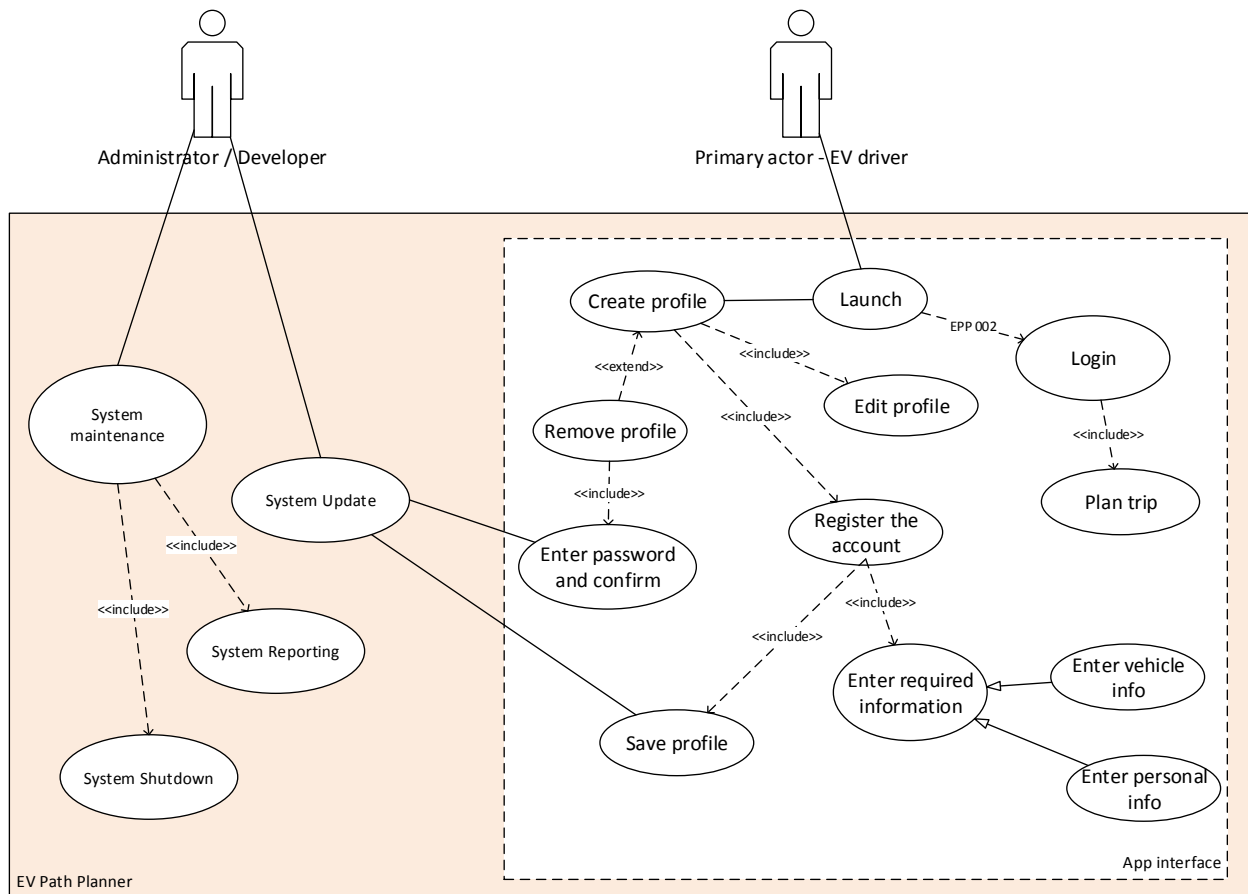 Administrator / Developer
Primary actor - EV driver
Create profile
Launch
EPP 002
Login
<<include>>
<<extend>>
Edit profile
System
maintenance
Remove profile
<<include>>
<<include>>
<<include>>
System Update
Plan trip
Register the
account
<<include>>
Enter password
and confirm
<<include>>
<<include>>
<<include>>
System Reporting
Enter vehicle
info
Enter required
information
Save profile
System Shutdown
Enter personal
info
App interface
EV Path Planner